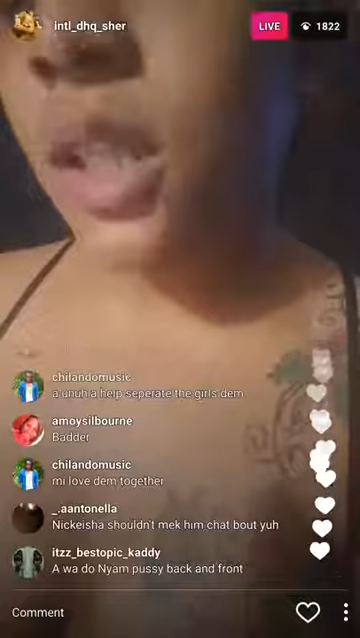 intl_dhq_sher
LIVE
1822
chilandomusic
a unuh a help seperate the girls dem
amoysilbourne
Badder
chilandomusic
mi love dem together
_.aantonella
Nickeisha shouldn't mek him chat bout yuh
itzz_bestopic_kaddy
A wa do Nyam pussy back and front
Comment